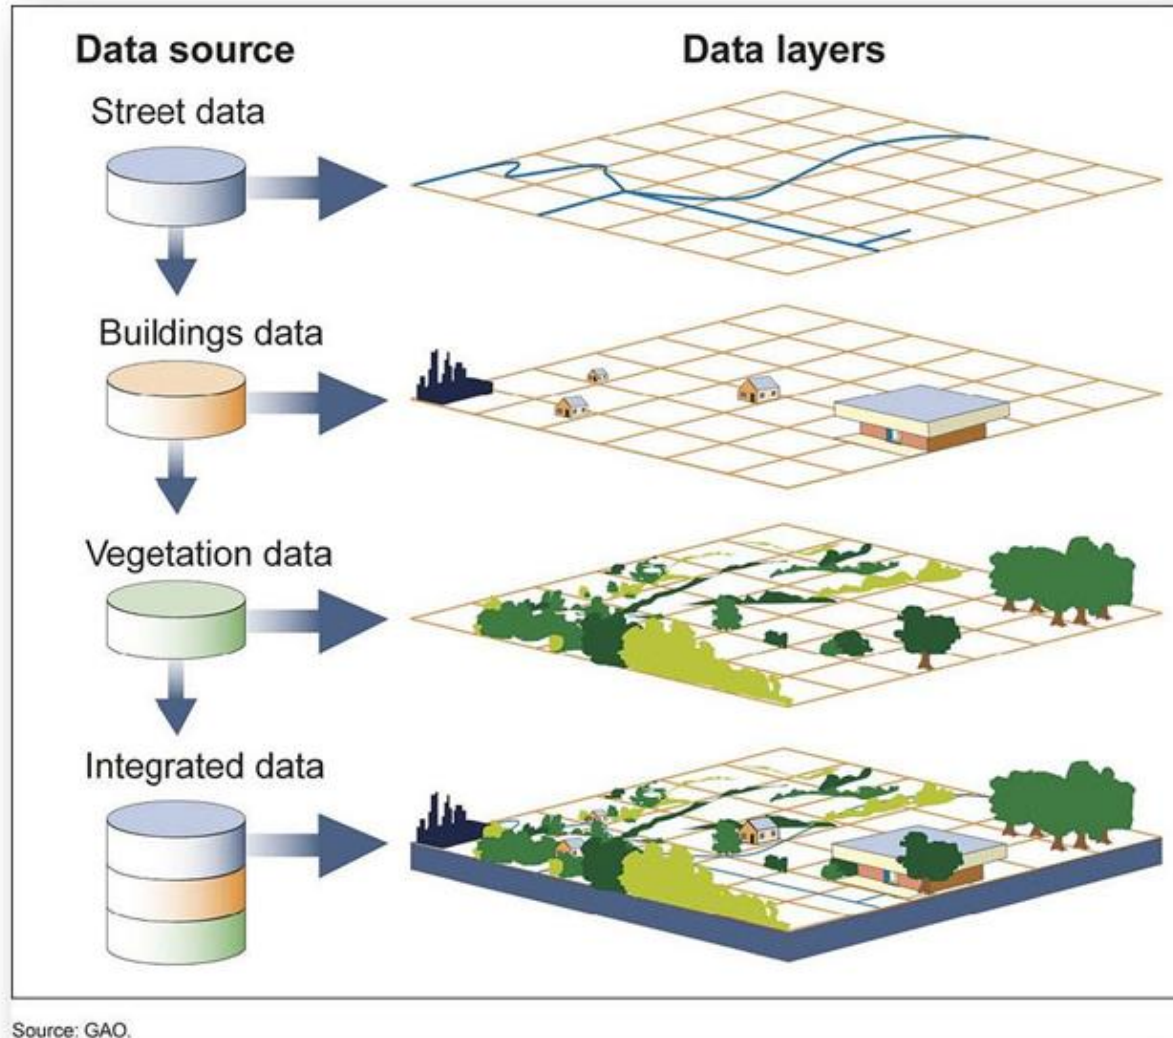 Data source
Data layers
Street data
Buildings data
Vegetation data
Integrated data
Source: GAO.